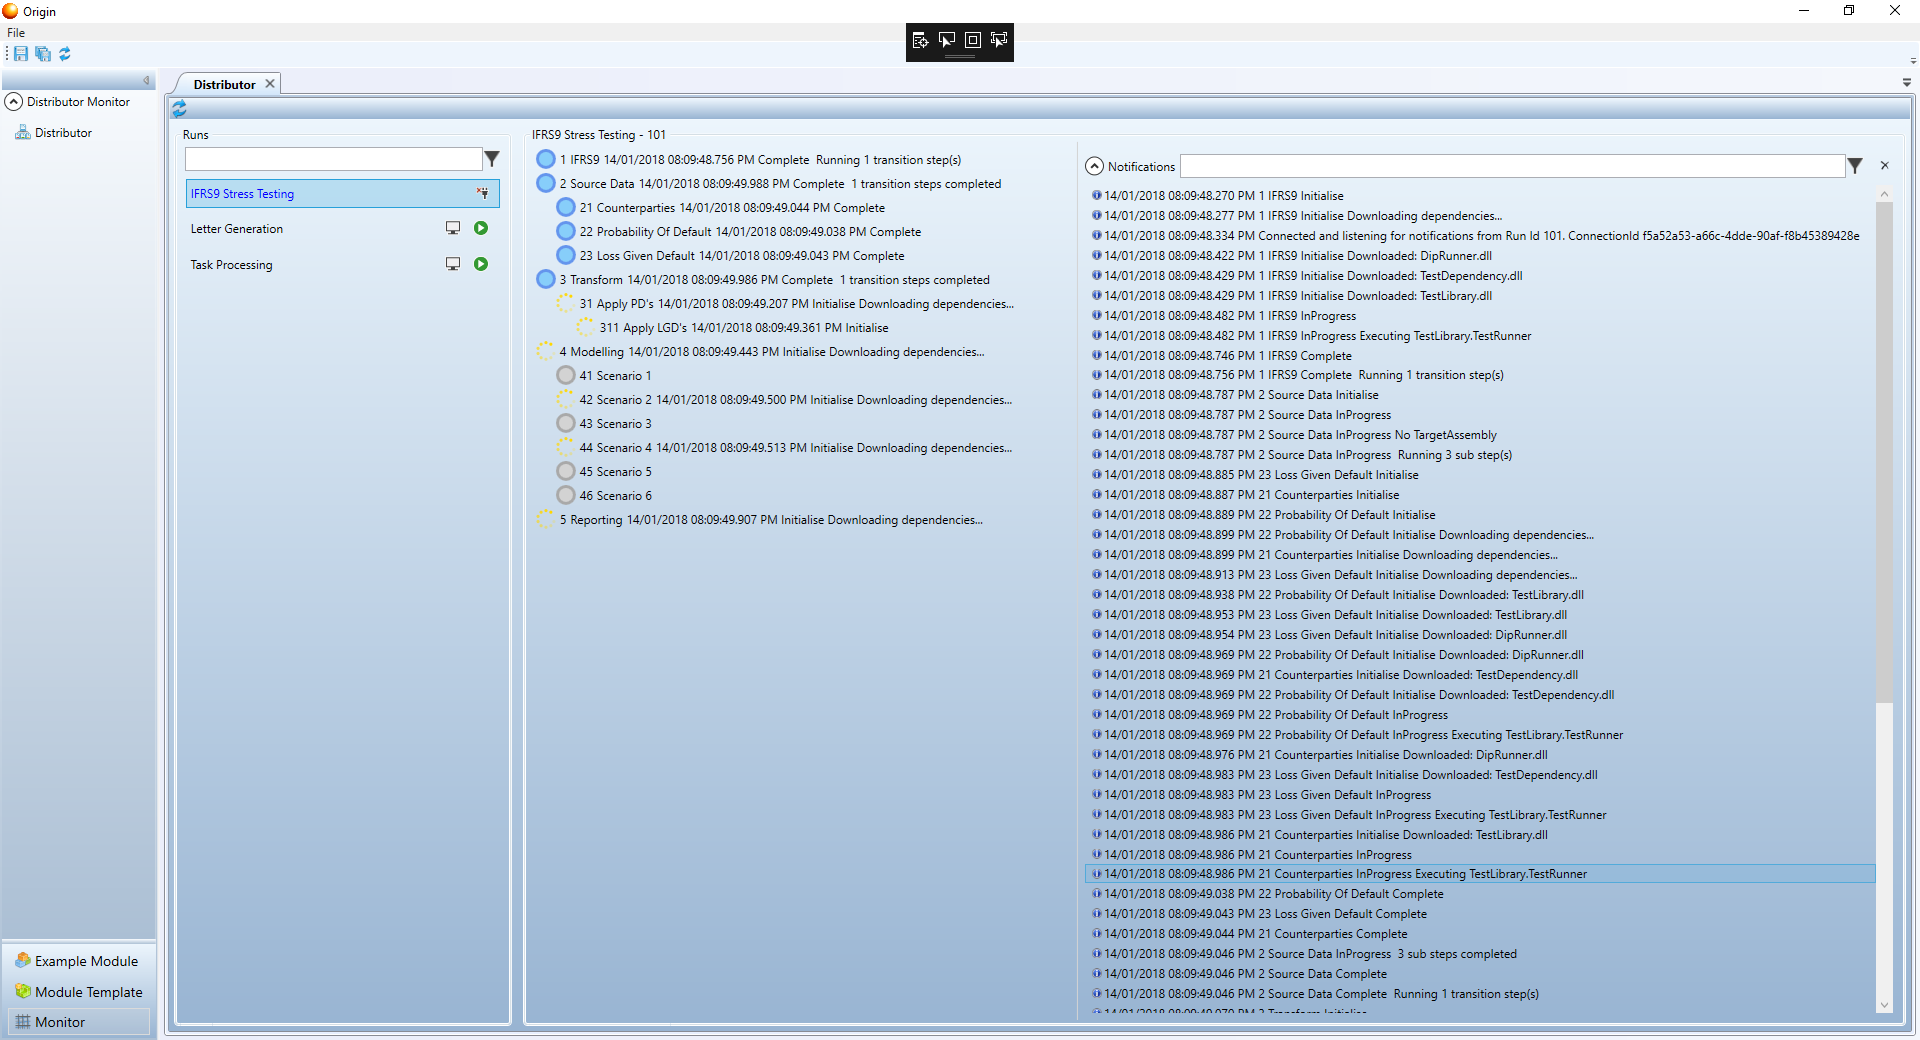 Origin
File
Distributor Monitor
Distributor
Example Module
Module Template
Monitor
Distributor
Runs
IFRS9 Stress Testing
Letter Generation
Task Processing
IFRS9 Stress Testing - 101
1 IFRS9 14/01/2018 08:09:48.756 PM Complete  Running 1 transition step(s)
2 Source Data 14/01/2018 08:09:49.988 PM Complete  1 transition steps completed
21 Counterparties 14/01/2018 08:09:49.044 PM Complete
22 Probability Of Default 14/01/2018 08:09:49.038 PM Complete
23 Loss Given Default 14/01/2018 08:09:49.043 PM Complete
3 Transform 14/01/2018 08:09:49.986 PM Complete  1 transition steps completed
31 Apply PD's 14/01/2018 08:09:49.207 PM Initialise Downloading dependencies...
311 Apply LGD's 14/01/2018 08:09:49.361 PM Initialise
4 Modelling 14/01/2018 08:09:49.443 PM Initialise Downloading dependencies...
41 Scenario 1
42 Scenario 2 14/01/2018 08:09:49.500 PM Initialise Downloading dependencies...
43 Scenario 3
44 Scenario 4 14/01/2018 08:09:49.513 PM Initialise Downloading dependencies...
45 Scenario 5
46 Scenario 6
5 Reporting 14/01/2018 08:09:49.907 PM Initialise Downloading dependencies...
Notifications
14/01/2018 08:09:48.270 PM 1 IFRS9 Initialise
14/01/2018 08:09:48.277 PM 1 IFRS9 Initialise Downloading dependencies...
14/01/2018 08:09:48.334 PM Connected and listening for notifications from Run Id 101. ConnectionId f5a52a53-a66c-4dde-90af-f8b45389428e
14/01/2018 08:09:48.422 PM 1 IFRS9 Initialise Downloaded: DipRunner.dll
14/01/2018 08:09:48.429 PM 1 IFRS9 Initialise Downloaded: TestDependency.dll
14/01/2018 08:09:48.429 PM 1 IFRS9 Initialise Downloaded: TestLibrary.dll
14/01/2018 08:09:48.482 PM 1 IFRS9 InProgress
14/01/2018 08:09:48.482 PM 1 IFRS9 InProgress Executing TestLibrary.TestRunner
14/01/2018 08:09:48.746 PM 1 IFRS9 Complete
14/01/2018 08:09:48.756 PM 1 IFRS9 Complete  Running 1 transition step(s)
14/01/2018 08:09:48.787 PM 2 Source Data Initialise
14/01/2018 08:09:48.787 PM 2 Source Data InProgress
14/01/2018 08:09:48.787 PM 2 Source Data InProgress No TargetAssembly
14/01/2018 08:09:48.787 PM 2 Source Data InProgress  Running 3 sub step(s)
14/01/2018 08:09:48.885 PM 23 Loss Given Default Initialise
14/01/2018 08:09:48.887 PM 21 Counterparties Initialise
14/01/2018 08:09:48.889 PM 22 Probability Of Default Initialise
14/01/2018 08:09:48.899 PM 22 Probability Of Default Initialise Downloading dependencies...
14/01/2018 08:09:48.899 PM 21 Counterparties Initialise Downloading dependencies...
14/01/2018 08:09:48.913 PM 23 Loss Given Default Initialise Downloading dependencies...
14/01/2018 08:09:48.938 PM 22 Probability Of Default Initialise Downloaded: TestLibrary.dll
14/01/2018 08:09:48.953 PM 23 Loss Given Default Initialise Downloaded: TestLibrary.dll
14/01/2018 08:09:48.954 PM 23 Loss Given Default Initialise Downloaded: DipRunner.dll
14/01/2018 08:09:48.969 PM 22 Probability Of Default Initialise Downloaded: DipRunner.dll
14/01/2018 08:09:48.969 PM 21 Counterparties Initialise Downloaded: TestDependency.dll
14/01/2018 08:09:48.969 PM 22 Probability Of Default Initialise Downloaded: TestDependency.dll
14/01/2018 08:09:48.969 PM 22 Probability Of Default InProgress
14/01/2018 08:09:48.969 PM 22 Probability Of Default InProgress Executing TestLibrary.TestRunner
14/01/2018 08:09:48.976 PM 21 Counterparties Initialise Downloaded: DipRunner.dll
14/01/2018 08:09:48.983 PM 23 Loss Given Default Initialise Downloaded: TestDependency.dll
14/01/2018 08:09:48.983 PM 23 Loss Given Default InProgress
14/01/2018 08:09:48.983 PM 23 Loss Given Default InProgress Executing TestLibrary.TestRunner
14/01/2018 08:09:48.986 PM 21 Counterparties Initialise Downloaded: TestLibrary.dll
14/01/2018 08:09:48.986 PM 21 Counterparties InProgress
14/01/2018 08:09:48.986 PM 21 Counterparties InProgress Executing TestLibrary.TestRunner
14/01/2018 08:09:49.038 PM 22 Probability Of Default Complete
14/01/2018 08:09:49.043 PM 23 Loss Given Default Complete
14/01/2018 08:09:49.044 PM 21 Counterparties Complete
14/01/2018 08:09:49.046 PM 2 Source Data InProgress  3 sub steps completed
14/01/2018 08:09:49.046 PM 2 Source Data Complete
14/01/2018 08:09:49.046 PM 2 Source Data Complete  Running 1 transition step(s)